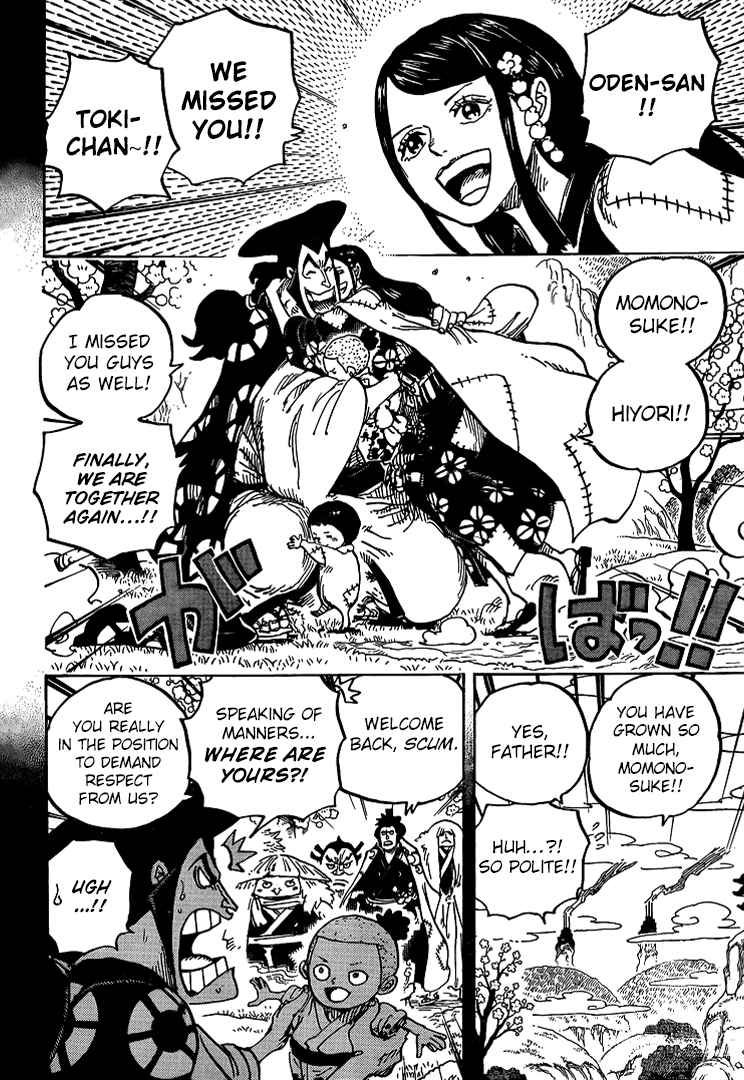 ODEN-SAN
!!
WE
MISSED
YOU!!
TOKI-
CHAN~!!
MOMONO-
SUKE!!
HIYORI!!
I MISSED
YOU GUYS
AS WELL!
FINALLY,
WE ARE
TOGETHER
AGAIN...!!
がばっ!!
YOU HAVE
GROWN SO
MUCH,
MOMONO-
SUKE!!
YES,
FATHER!!
HUH...?!
SO POLITE!!
WELCOME
BACK, SCUM.
SPEAKING OF
MANNERS...
WHERE ARE
YOURS?!
ARE
YOU REALLY
IN THE POSITION
TO DEMAND
RESPECT
FROM US?
UGH
...!!